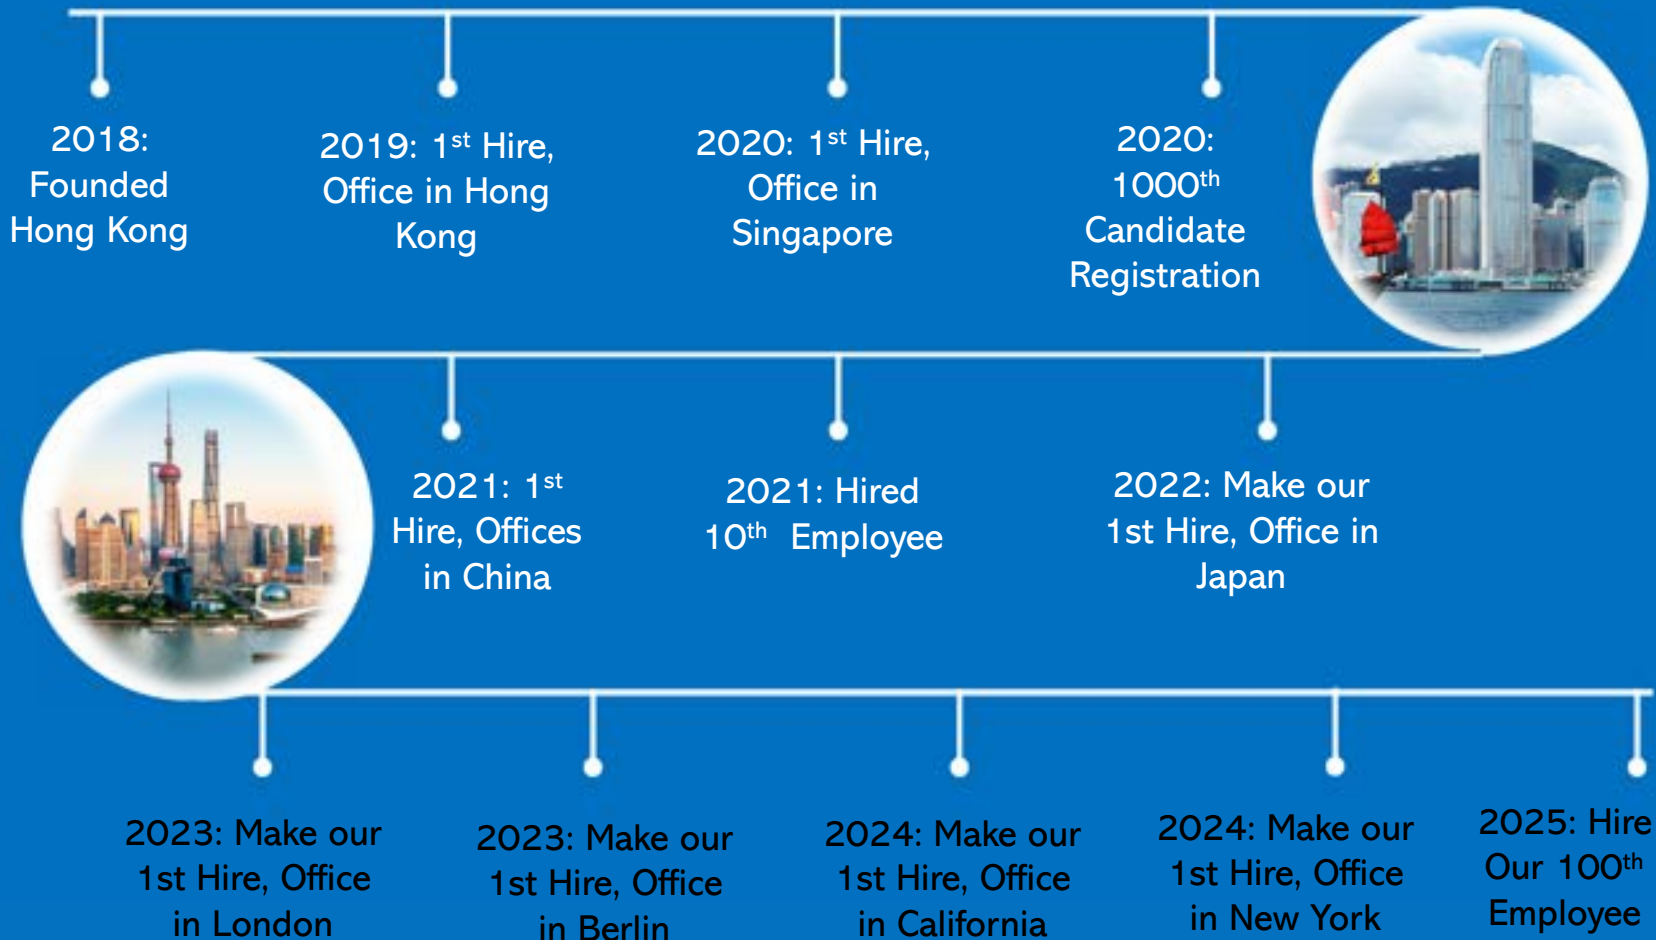 2018:
Founded
Hong Kong
2019: 1st Hire,
Office in Hong
Kong
2020: 1st Hire,
Office in
Singapore
2020:
1000th
Candidate
Registration
2021: 1st
Hire, Offices
in China
2021: Hired
10th Employee
2022: Make our
1st Hire, Office in
Japan
2023: Make our
1st Hire, Office
in London
2023: Make our
1st Hire, Office
in Berlin
2024: Make our
1st Hire, Office
in California
2024: Make our
1st Hire, Office
in New York
2025: Hire
Our 100th
Employee